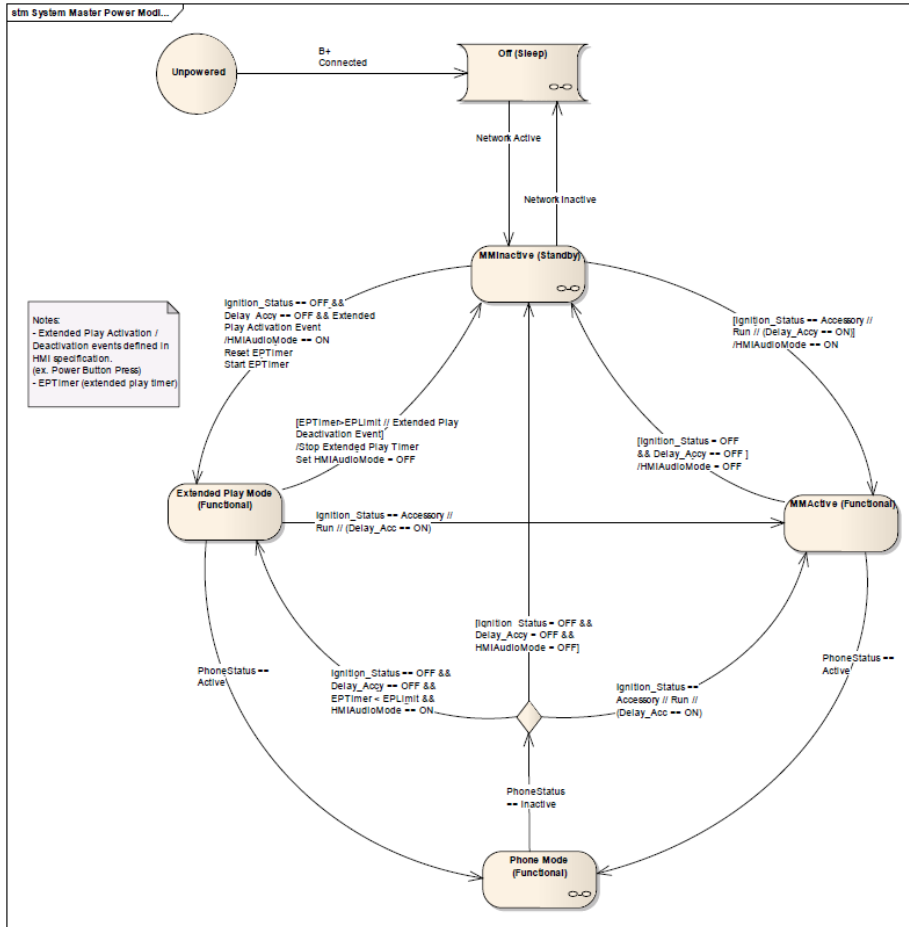 stm System Master Power Modi...
B+
Connected
Unpowered
Off (Sleep)
Network Active
Network Inactive
MMInactive (Standby)
Ignition_Status == OFF &&
Delay_Accy == OFF && Extended
Play Activation Event
/HMIAudioMode == ON
Reset EPTimer
Start EPTimer
Notes:
- Extended Play Activation /
Deactivation events defined in
HMI specification.
(ex. Power Button Press)
- EPTimer (extended play timer)
[Ignition_Status == Accessory //
Run // (Delay_Accy == ON)]
/HMIAudioMode == ON
[EPTimer>EPLimit // Extended Play
Deactivation Event]
/Stop Extended Play Timer
Set HMIAudioMode = OFF
[Ignition_Status = OFF
&& Delay_Accy == OFF ]
/HMIAudioMode = OFF
Extended Play Mode
(Functional)
MMActive (Functional)
Ignition_Status == Accessory //
Run // (Delay_Acc == ON)
[Ignition_Status = OFF &&
Delay_Accy = OFF &&
HMIAudioMode = OFF]
PhoneStatus ==
Active
Ignition_Status == OFF &&
Delay_Accy == OFF &&
EPTimer < EPLimit &&
HMIAudioMode == ON
Ignition_Status ==
Accessory // Run //
(Delay_Acc == ON)
PhoneStatus ==
Active
PhoneStatus
== Inactive
Phone Mode
(Functional)